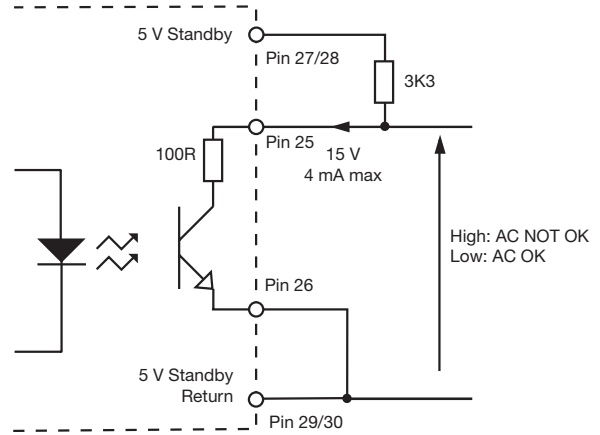 5 V Standby
Pin 27/28
3K3
Pin 25
100R
15 V
4 mA max
High: AC NOT OK
Low: AC OK
Pin 26
5 V Standby
Return
Pin 29/30